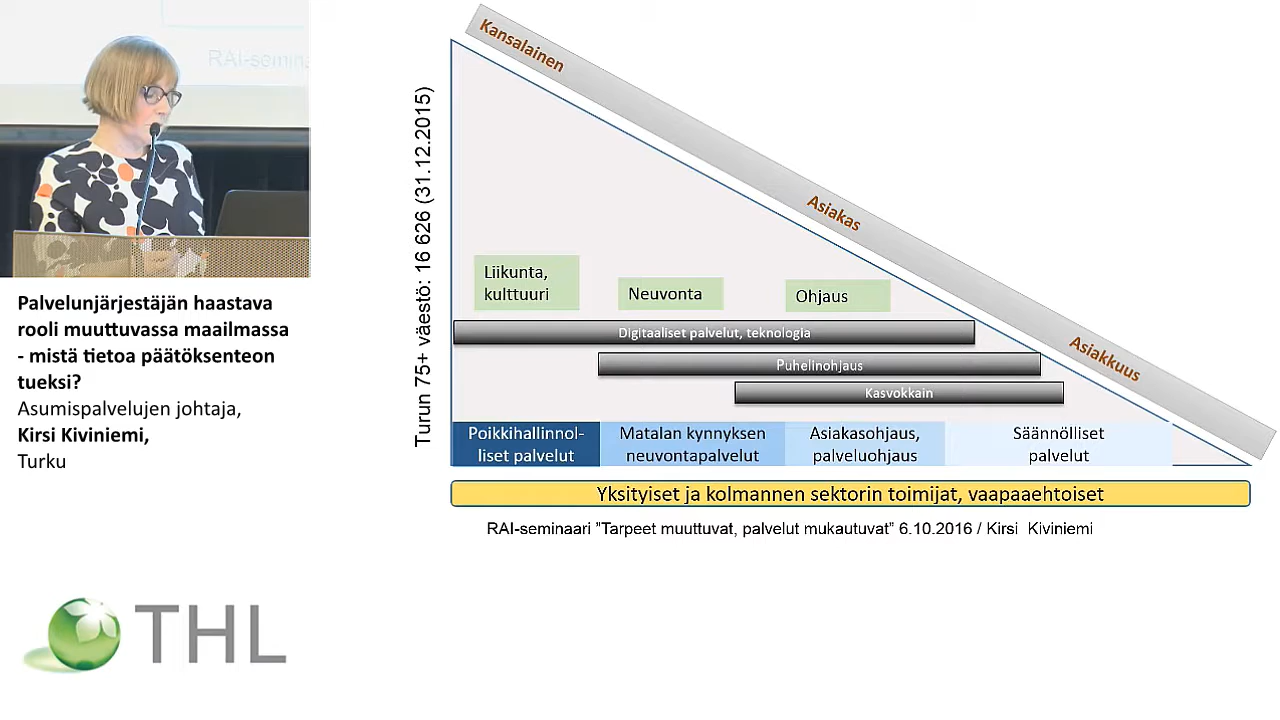 RAI-semina
Palvelunjärjestäjän haastava
rooli muuttuvassa maailmassa
- mistä tietoa päätöksenteon
tueksi?
Asumispalvelujen johtaja,
Kirsi Kiviniemi,
Turku
THL
Turun 75+ väestö: 16 626 (31.12.2015)
Kansalainen
Asiakas
Asiakkuus
Liikunta,
kulttuuri
Neuvonta
Ohjaus
Digitaaliset palvelut, teknologia
Puhelinohjaus
Kasvokkain
Poikkihallinnol-
liset palvelut
Matalan kynnyksen
neuvontapalvelut
Asiakasohjaus,
palveluohjaus
Säännölliset
palvelut
Yksityiset ja kolmannen sektorin toimijat, vaapaaehtoiset
RAI-seminaari ”Tarpeet muuttuvat, palvelut mukautuvat” 6.10.2016 / Kirsi Kiviniemi